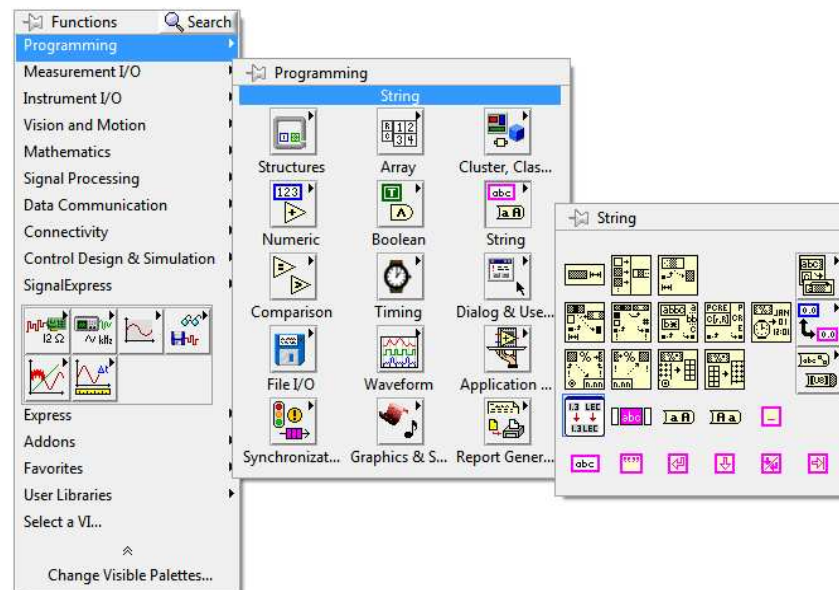 Functions
Search
Programming
Measurement I/O
Instrument I/O
Vision and Motion
Mathematics
Signal Processing
Data Communication
Connectivity
Control Design & Simulation
SignalExpress
Express
Addons
Favorites
User Libraries
Select a VI...
Change Visible Palettes...
Programming
String
Structures
Array
Cluster, Clas...
Numeric
Boolean
String
Comparison
Timing
Dialog & Use...
File I/O
Waveform
Application ...
Synchronizat...
Graphics & S...
Report Gener...
String